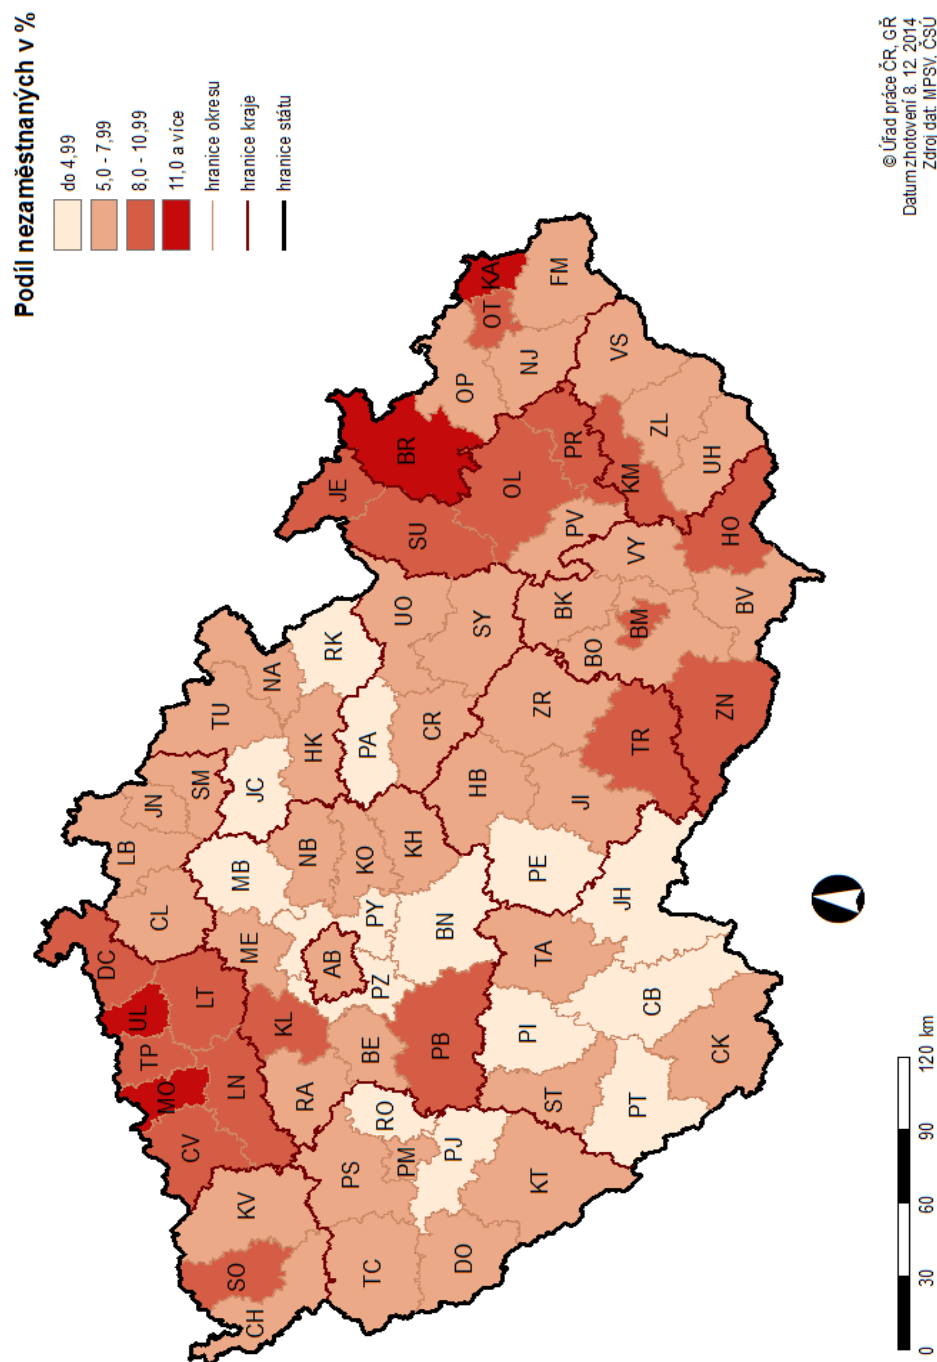 Podíl nezaměstnaných v %
do 4,99
5,0 - 7,99
8,0 - 10,99
11,0 a více
hranice okresu
hranice kraje
hranice státu
DC
UL
TP
MO
CV
LN
LT
CL
LB
JN
SM
TU
NA
RK
HK
JC
MB
ME
KL
RA
KV
SO
CH
TC
PS
PM
RO
BE
AB
PZ
PY
NB
KO
KH
PA
CR
UO
SY
SU
JE
BR
OP
OT
KA
FM
NJ
OL
PR
PV
VS
ZL
KM
UH
HO
VY
BK
BM
BO
BV
ZN
TR
ZR
HB
JI
PE
BN
PB
PJ
DO
KT
ST
PI
TA
JH
CB
CK
PT
0 30 60 90 120 km
© Úřad práce ČR, GŘ
Datum zhotovení 8. 12. 2014
Zdroj dat: MPSV, ČSÚ